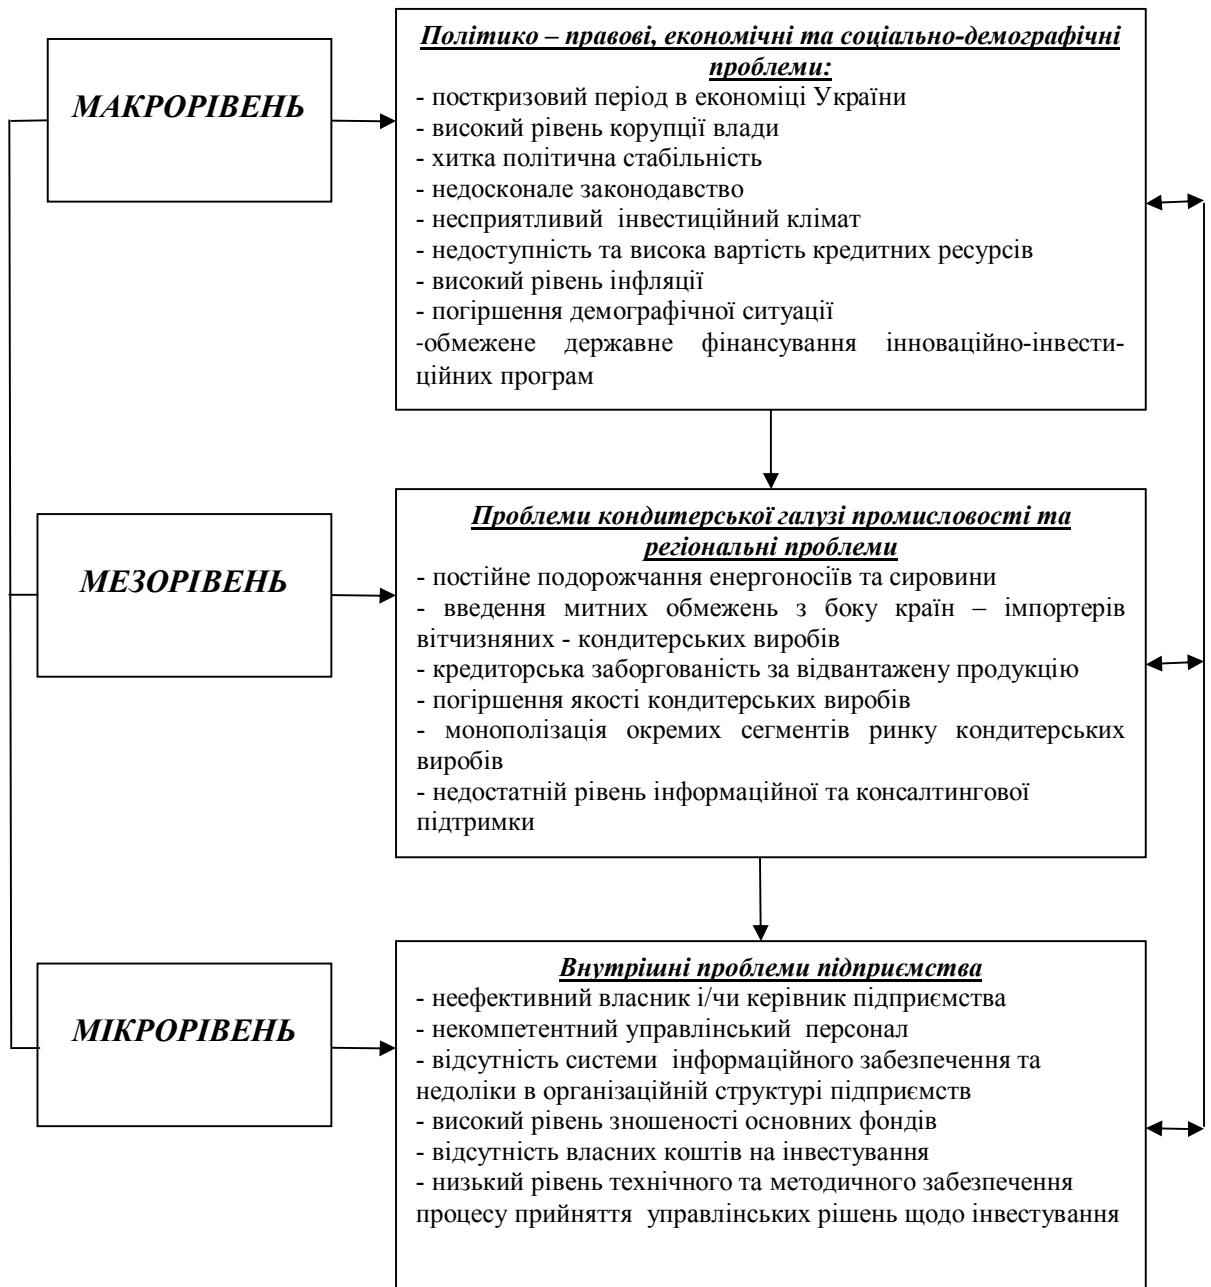 МАКРОРІВЕНЬ
Політико – правові, економічні та соціально-демографічні
проблеми:
- посткризовий період в економіці України
- високий рівень корупції влади
- хитка політична стабільність
- недосконале законодавство
- несприятливий інвестиційний клімат
- недоступність та висока вартість кредитних ресурсів
- високий рівень інфляції
- погіршення демографічної ситуації
-обмежене державне фінансування інноваційно-інвести-
ційних програм
МЕЗОРІВЕНЬ
Проблеми кондитерської галузі промисловості та
регіональні проблеми
- постійне подорожчання енергоносіїв та сировини
- введення митних обмежень з боку країн – імпортерів
вітчизняних - кондитерських виробів
- кредиторська заборгованість за відвантажену продукцію
- погіршення якості кондитерських виробів
- монополізація окремих сегментів ринку кондитерських
виробів
- недостатній рівень інформаційної та консалтингової
підтримки
МІКРОРІВЕНЬ
Внутрішні проблеми підприємства
- неефективний власник і/чи керівник підприємства
- некомпетентний управлінський персонал
- відсутність системи інформаційного забезпечення та
недоліки в організаційній структурі підприємств
- високий рівень зношеності основних фондів
- відсутність власних коштів на інвестування
- низький рівень технічного та методичного забезпечення
процесу прийняття управлінських рішень щодо інвестування